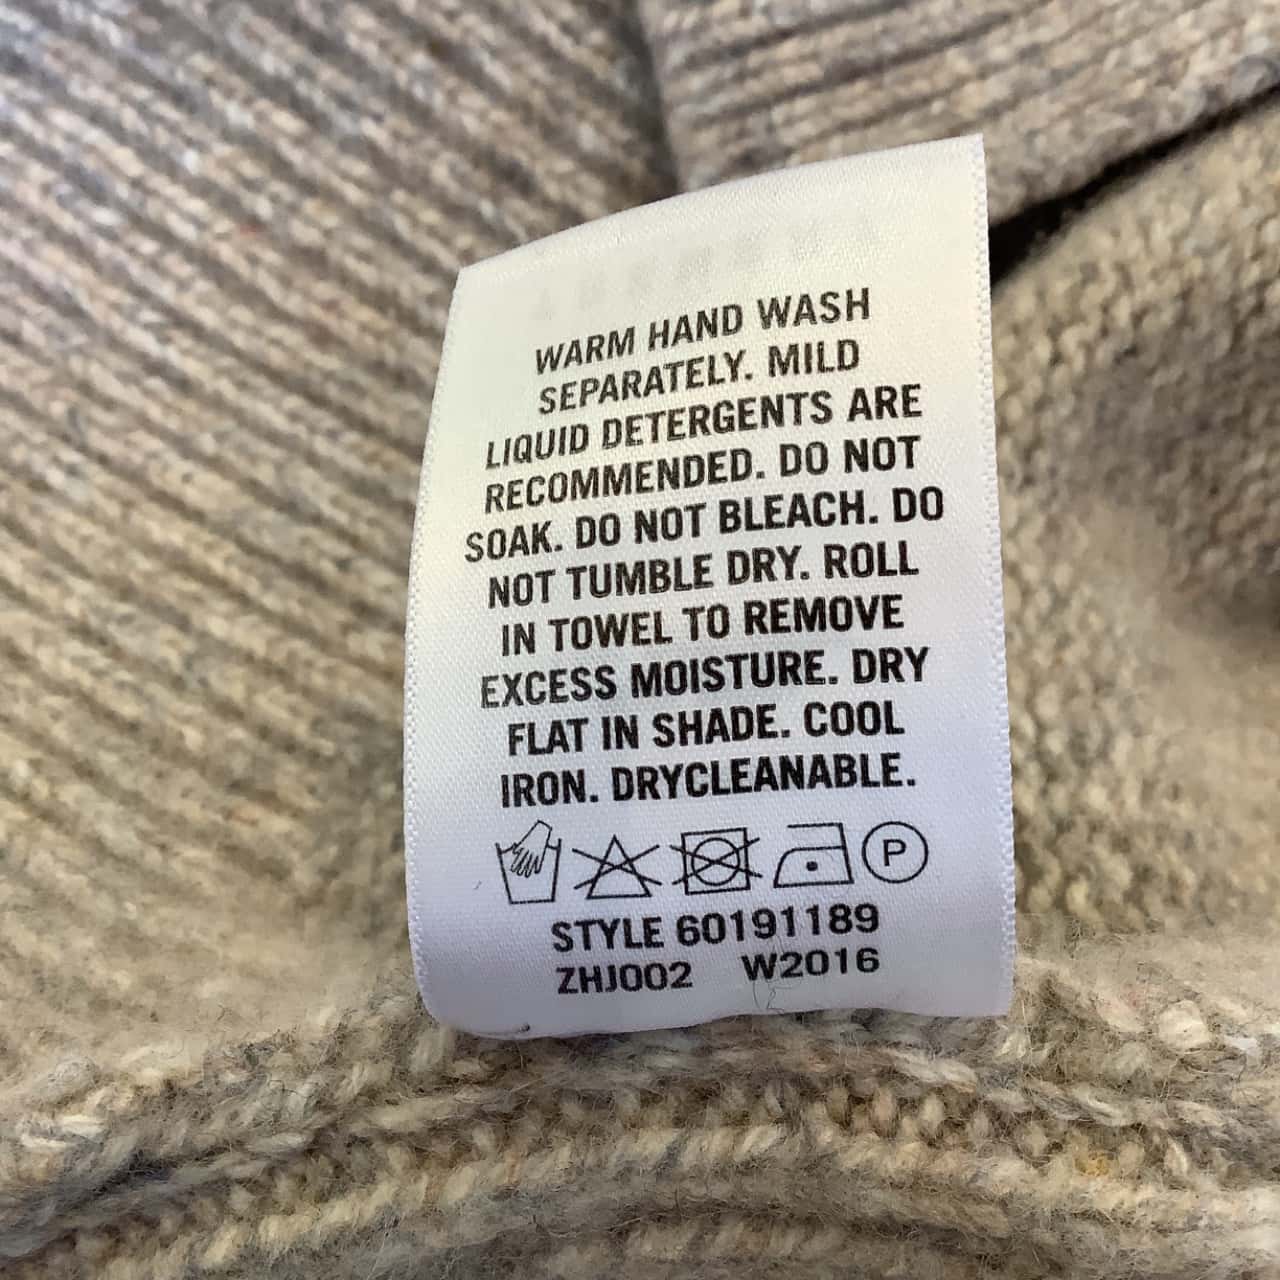 WARM HAND WASH
SEPARATELY. MILD
LIQUID DETERGENTS ARE
RECOMMENDED. DO NOT
SOAK. DO NOT BLEACH. DO
NOT TUMBLE DRY. ROLL
IN TOWEL TO REMOVE
EXCESS MOISTURE. DRY
FLAT IN SHADE. COOL
IRON. DRYCLEANABLE.
P
STYLE 60191189
ZHJ002 W2016